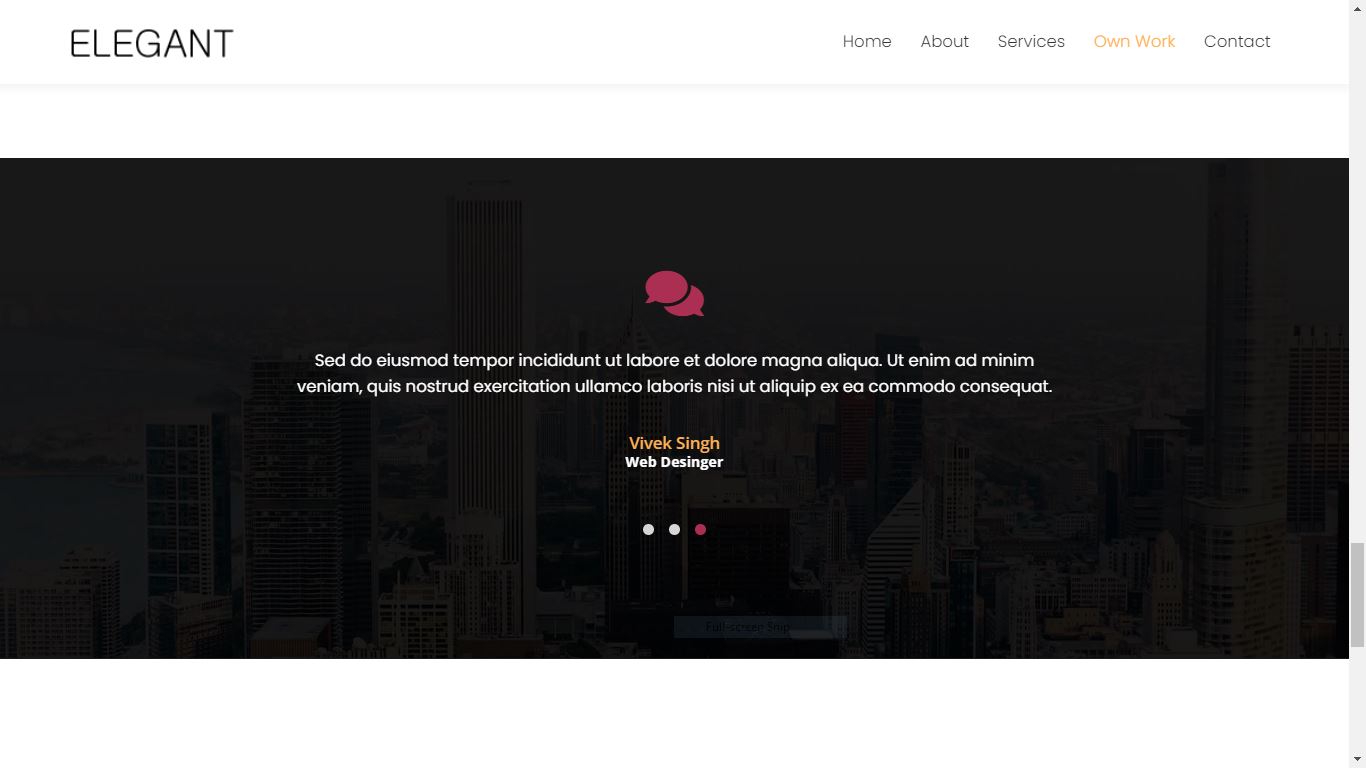 ELEGANT
Home About Services Own Work Contact
Sed do eiusmod tempor incididunt ut labore et dolore magna aliqua. Ut enim ad minim
veniam, quis nostrud exercitation ullamco laboris nisi ut aliquip ex ea commodo consequat.
Vivek Singh
Web Desinger
Full-screen Snip